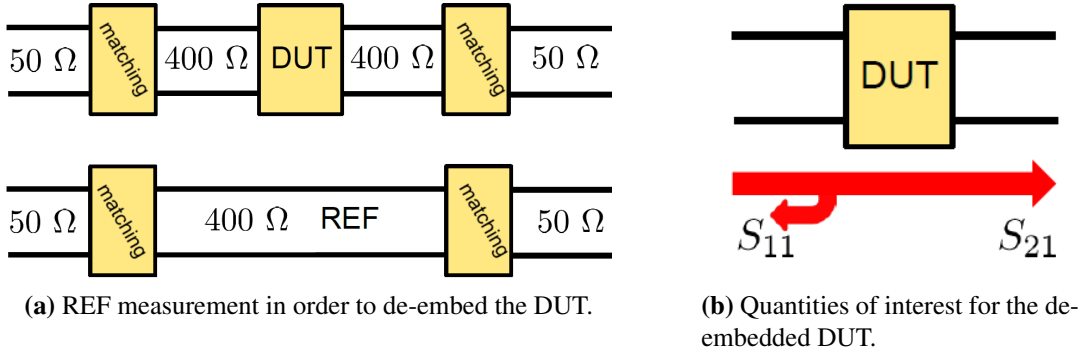 50 Ω matching 400 Ω DUT 400 Ω matching 50 Ω
50 Ω matching 400 Ω REF matching 50 Ω
(a) REF measurement in order to de-embed the DUT.
DUT
S11 S21
(b) Quantities of interest for the de-
embedded DUT.